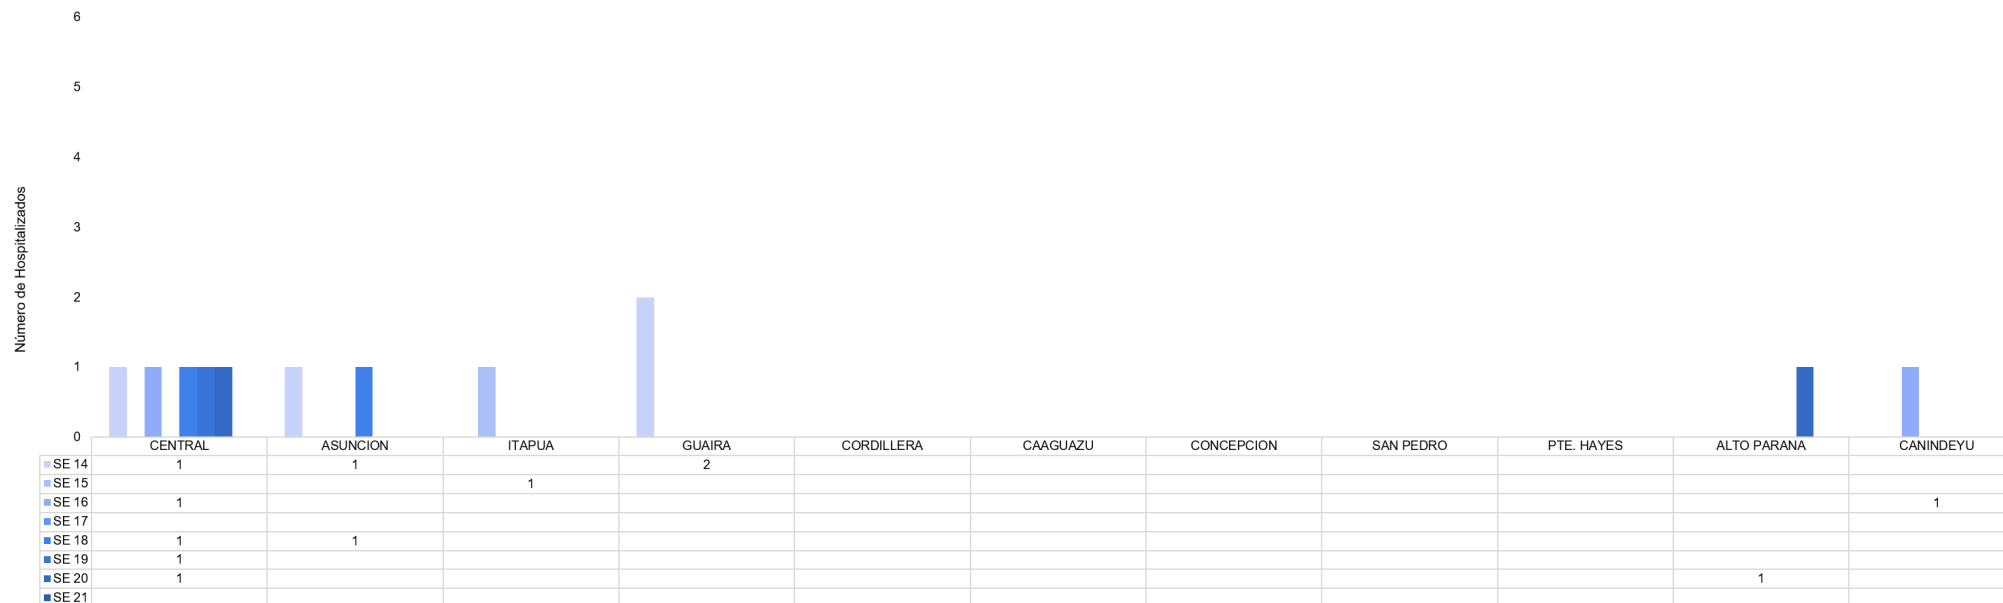 6
5
4
3
2
1
0
Número de Hospitalizados
CENTRAL ASUNCION ITAPUA GUAIRA CORDILLERA CAAGUAZU CONCEPCION SAN PEDRO PTE. HAYES ALTO PARANA CANINDEYU
SE 14 1 1 2
SE 15 1
SE 16 1 1
SE 17
SE 18 1 1
SE 19 1
SE 20 1 1
SE 21